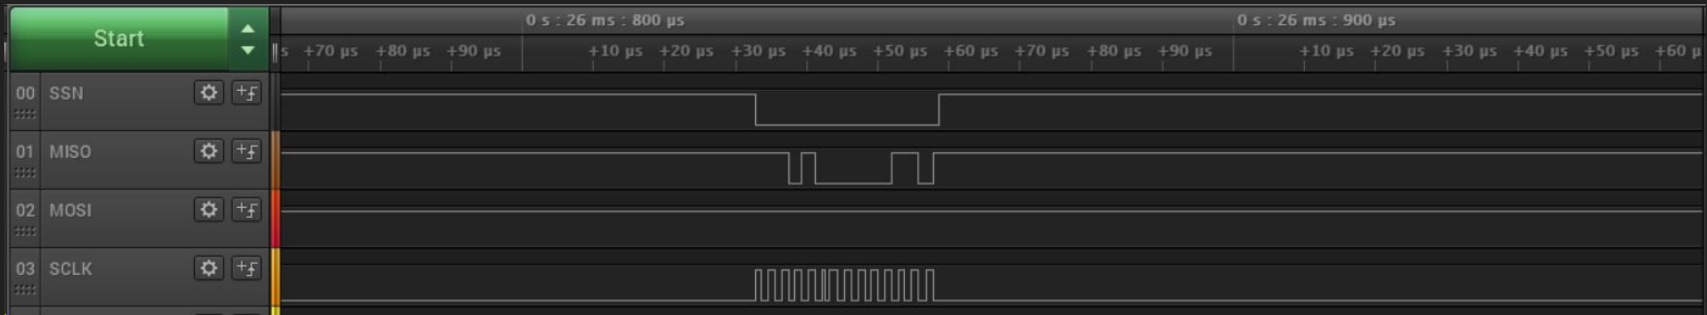 Start
0 s : 26 ms : 800 µs 0 s : 26 ms : 900 µs
s +70 µs +80 µs +90 µs +10 µs +20 µs +30 µs +40 µs +50 µs +60 µs +70 µs +80 µs +90 µs +10 µs +20 µs +30 µs +40 µs +50 µs +60 µ
00 SSN
01 MISO
02 MOSI
03 SCLK